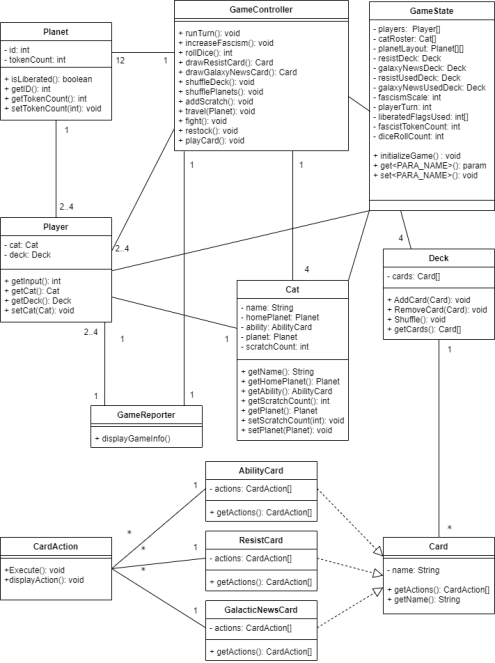 Planet
- id: int
- tokenCount: int
+ isLiberated(): boolean
+ getID(): int
+ getTokenCount(): int
+ setTokenCount(int): void
12
1
GameController
+ runTurn(): void
+ increaseFascism(): void
+ rollDice(): int
+ drawResistCard(): Card
+ drawGalaxyNewsCard(): Card
+ shuffleDeck(): void
+ shufflePlanets(): void
+ addScratch(): void
+ travel(Planet): void
+ fight(): void
+ restock(): void
+ playCard(): void
GameState
- players: Player[]
- catRoster: Cat[]
- planetLayout: Planet[][]
- resistDeck: Deck
- galaxyNewsDeck: Deck
- resistUsedDeck: Deck
- galaxyNewsUsedDeck: Deck
- fascismScale: int
- playerTurn: int
- liberatedFlagsUsed: int[]
- fascistTokenCount: int
- diceRollCount: int
+ initializeGame() : void
+ get<PARA_NAME>(): param
+ set<PARA_NAME>(): void
1
1
1
2..4
2..4
4
4
Player
- cat: Cat
- deck: Deck
+ getInput(): int
+ getCat(): Cat
+ getDeck(): Deck
+ setCat(Cat): void
Deck
- cards: Card[]
+ AddCard(Card): void
+ RemoveCard(Card): void
+ Shuffle(): void
+ getCards(): Card[]
Cat
- name: String
- homePlanet: Planet
- ability: AbilityCard
- planet: Planet
- scratchCount: int
+ getName(): String
+ getHomePlanet(): Planet
+ getAbility(): AbilityCard
+ getScratchCount(): int
+ getPlanet(): Planet
+ setScratchCount(int): void
+ setPlanet(Planet): void
2..4
1
1
1
1
1
GameReporter
+ displayGameInfo()
AbilityCard
- actions: CardAction[]
+ getActions(): CardAction[]
1
*
ResistCard
- actions: CardAction[]
+ getActions(): CardAction[]
1
*
*
*
GalacticNewsCard
- actions: CardAction[]
+ getActions(): CardAction[]
1
CardAction
+Execute(): void
+displayAction(): void
Card
- name: String
+ getActions(): CardAction[]
+ getName(): String